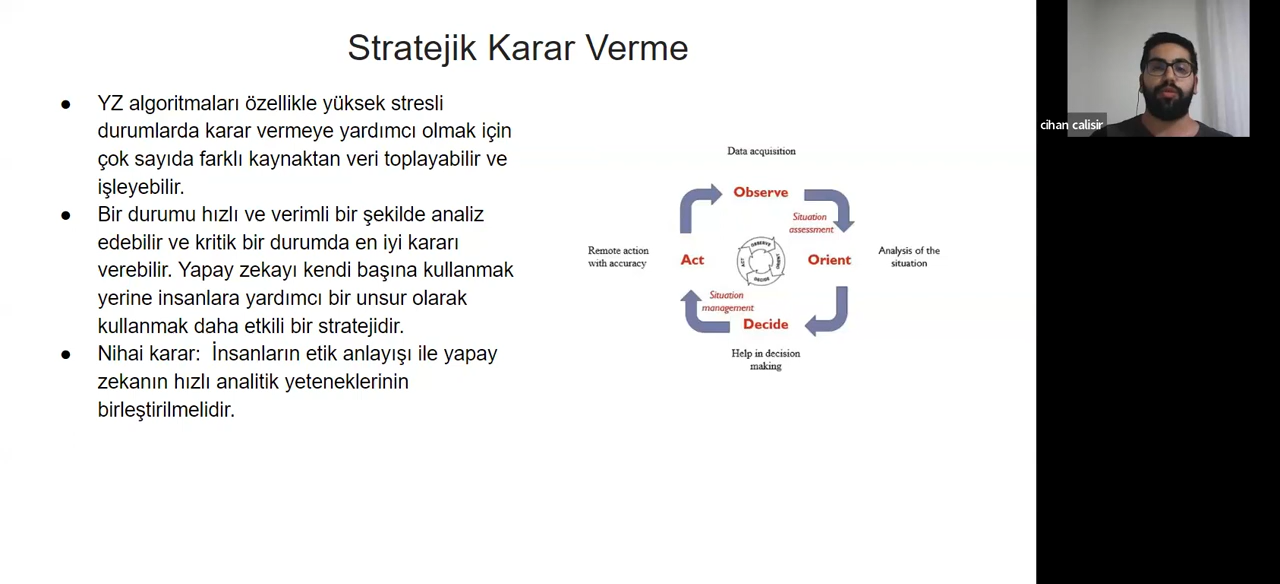 Stratejik Karar Verme
YZ algoritmaları özellikle yüksek stresli
durumlarda karar vermeye yardımcı olmak için
çok sayıda farklı kaynaktan veri toplayabilir ve
işleyebilir.
Bir durumu hızlı ve verimli bir şekilde analiz
edebilir ve kritik bir durumda en iyi kararı
verebilir. Yapay zekayı kendi başına kullanmak
yerine insanlara yardımcı bir unsur olarak
kullanmak daha etkili bir stratejidir.
Nihai karar: İnsanların etik anlayışı ile yapay
zekanın hızlı analitik yeteneklerinin
birleştirilmelidir.
Data acquisition
Observe
Situation
assessment
Remote action
with accuracy
Act
OBSERVE
ORIENT
DECIDE
ACT
Orient
Analysis of the
situation
Situation
management
Decide
Help in decision
making
cihan calisir